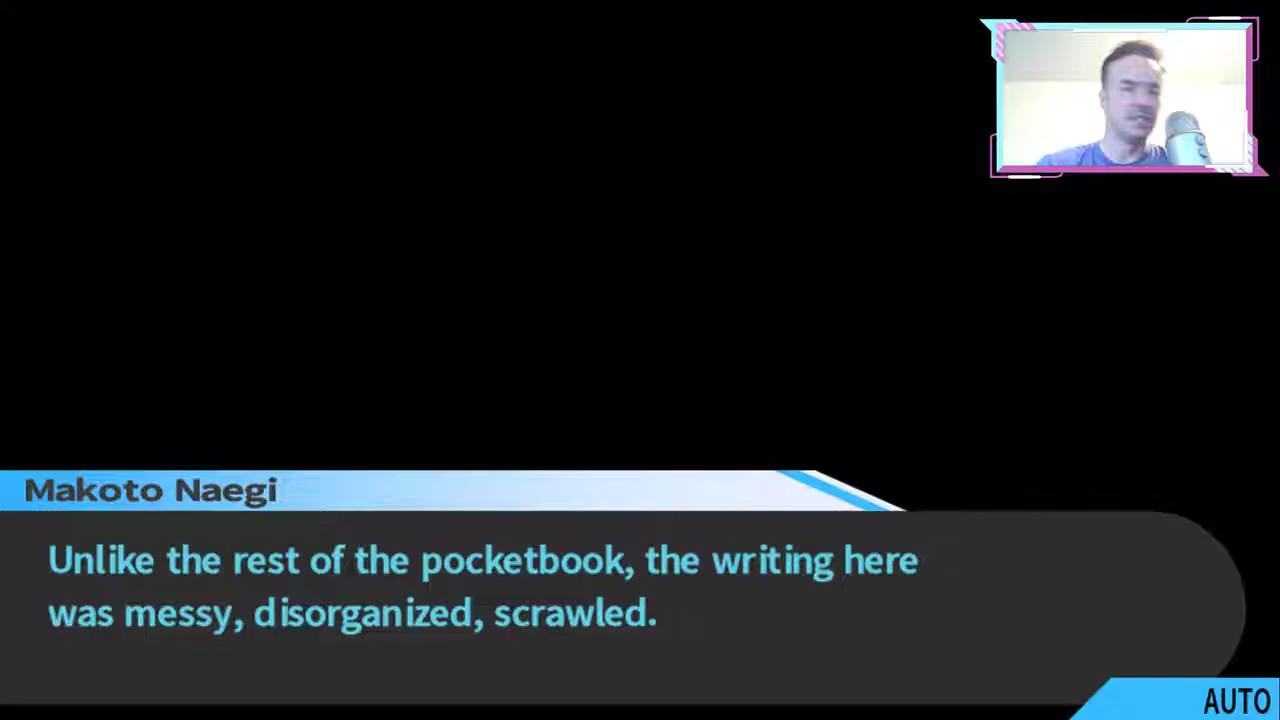 Makoto Naegi
Unlike the rest of the pocketbook, the writing here
was messy, disorganized, scrawled.
AUTO